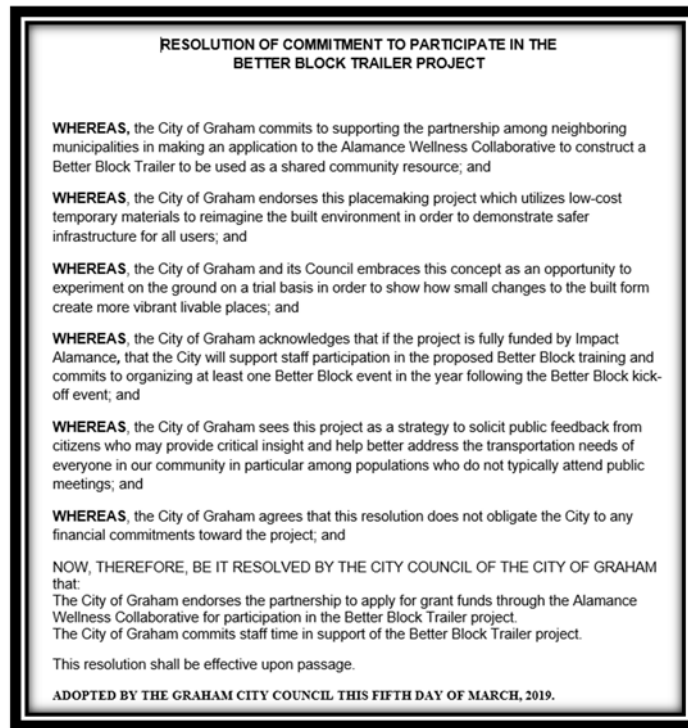 RESOLUTION OF COMMITMENT TO PARTICIPATE IN THE
BETTER BLOCK TRAILER PROJECT
WHEREAS, the City of Graham commits to supporting the partnership among neighboring
municipalities in making an application to the Alamance Wellness Collaborative to construct a
Better Block Trailer to be used as a shared community resource; and
WHEREAS, the City of Graham endorses this placemaking project which utilizes low-cost
temporary materials to reimagine the built environment in order to demonstrate safer
infrastructure for all users; and
WHEREAS, the City of Graham and its Council embraces this concept as an opportunity to
experiment on the ground on a trial basis in order to show how small changes to the built form
create more vibrant livable places; and
WHEREAS, the City of Graham acknowledges that if the project is fully funded by Impact
Alamance, that the City will support staff participation in the proposed Better Block training and
commits to organizing at least one Better Block event in the year following the Better Block kick-
off event; and
WHEREAS, the City of Graham sees this project as a strategy to solicit public feedback from
citizens who may provide critical insight and help better address the transportation needs of
everyone in our community in particular among populations who do not typically attend public
meetings; and
WHEREAS, the City of Graham agrees that this resolution does not obligate the City to any
financial commitments toward the project; and
NOW, THEREFORE, BE IT RESOLVED BY THE CITY COUNCIL OF THE CITY OF GRAHAM
that:
The City of Graham endorses the partnership to apply for grant funds through the Alamance
Wellness Collaborative for participation in the Better Block Trailer project.
The City of Graham commits staff time in support of the Better Block Trailer project.
This resolution shall be effective upon passage.
ADOPTED BY THE GRAHAM CITY COUNCIL THIS FIFTH DAY OF MARCH, 2019.